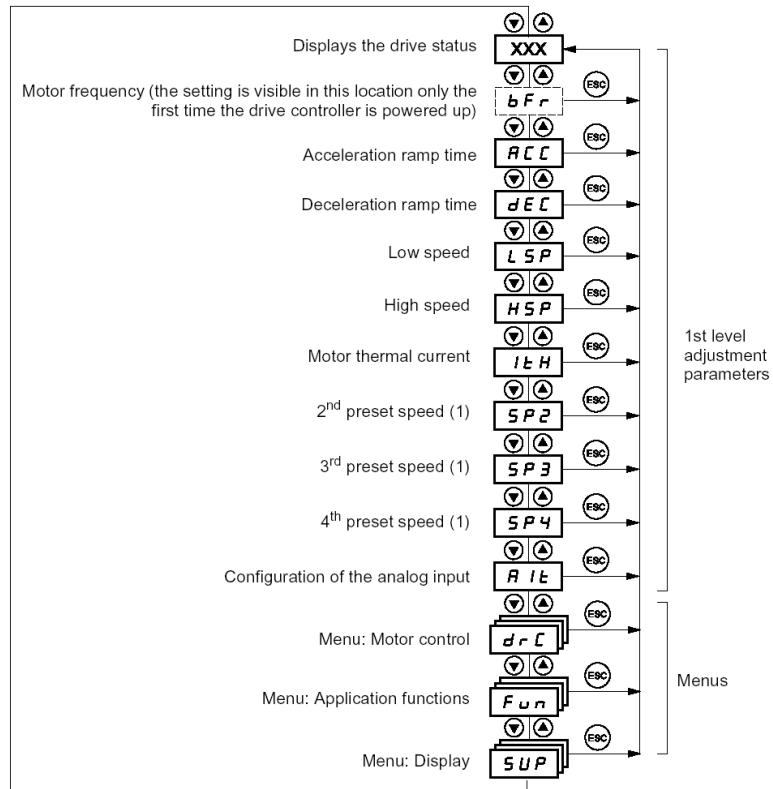 Displays the drive status
XXX
Motor frequency (the setting is visible in this location only the
first time the drive controller is powered up)
bFr
ESC
Acceleration ramp time
ACC
ESC
Deceleration ramp time
dEC
ESC
Low speed
LSP
ESC
High speed
HSP
ESC
Motor thermal current
ItH
ESC
2nd preset speed (1)
SP2
ESC
3rd preset speed (1)
SP3
ESC
4th preset speed (1)
SP4
ESC
Configuration of the analog input
AIt
ESC
1st level
adjustment
parameters
Menu: Motor control
drC
ESC
Menu: Application functions
Fun
ESC
Menu: Display
SUP
ESC
Menus